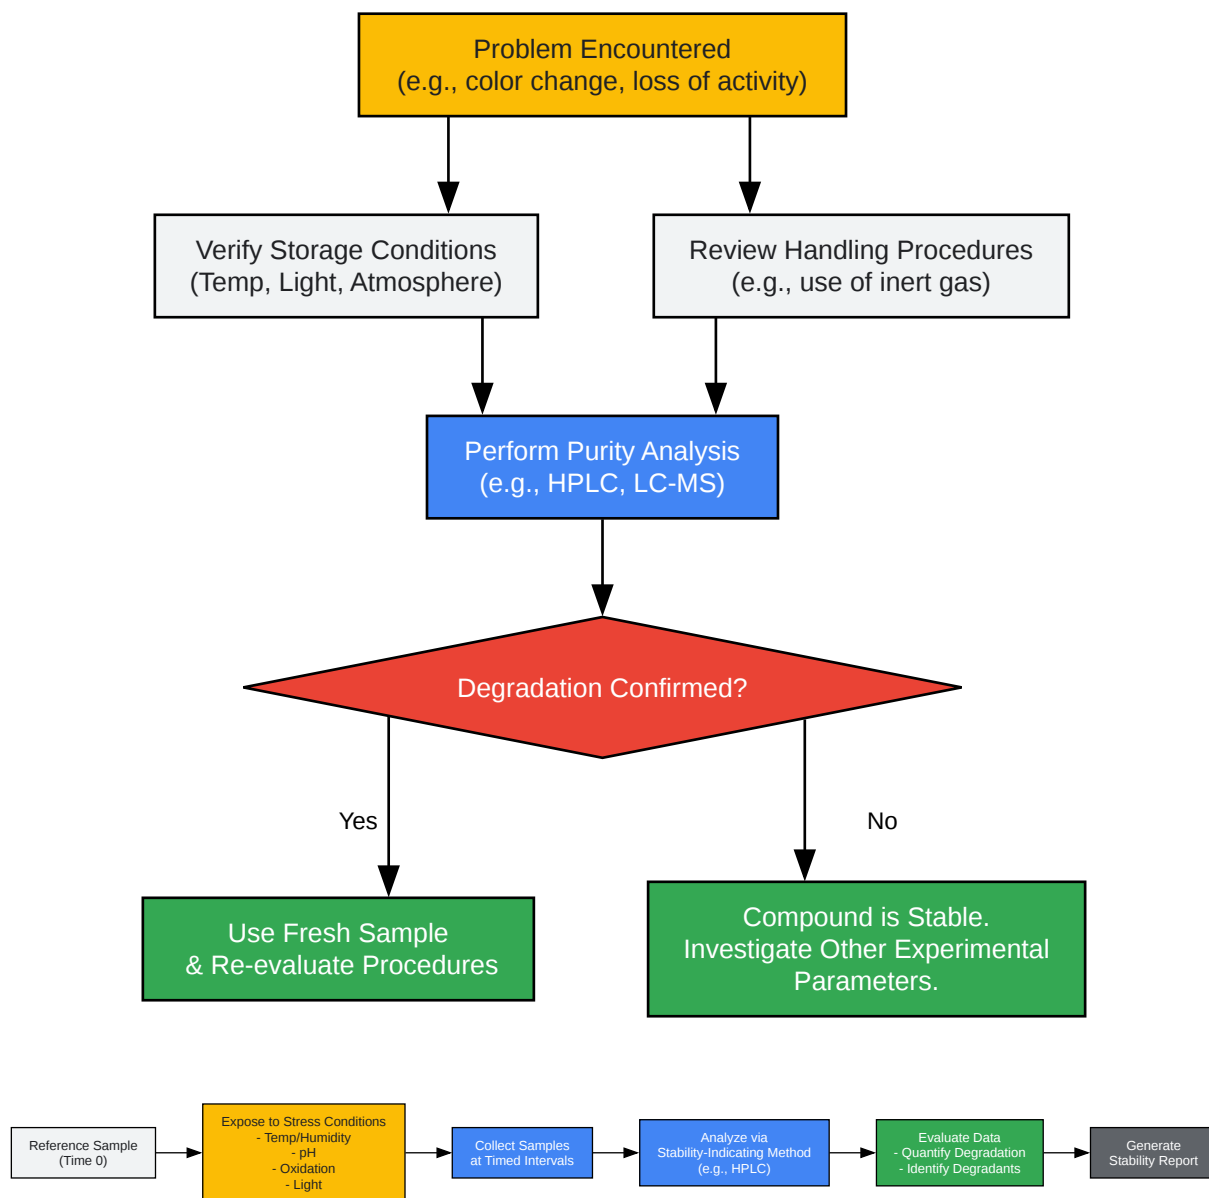 Problem Encountered
(e.g., color change, loss of activity)
Verify Storage Conditions
(Temp, Light, Atmosphere)
Review Handling Procedures
(e.g., use of inert gas)
Perform Purity Analysis
(e.g., HPLC, LC-MS)
Degradation Confirmed?
Yes
No
Use Fresh Sample
& Re-evaluate Procedures
Compound is Stable.
Investigate Other Experimental
Parameters.
Reference Sample
(Time 0)
Expose to Stress Conditions
- Temp/Humidity
- pH
- Oxidation
- Light
Collect Samples
at Timed Intervals
Analyze via
Stability-Indicating Method
(e.g., HPLC)
Evaluate Data
- Quantify Degradation
- Identify Degradants
Generate
Stability Report